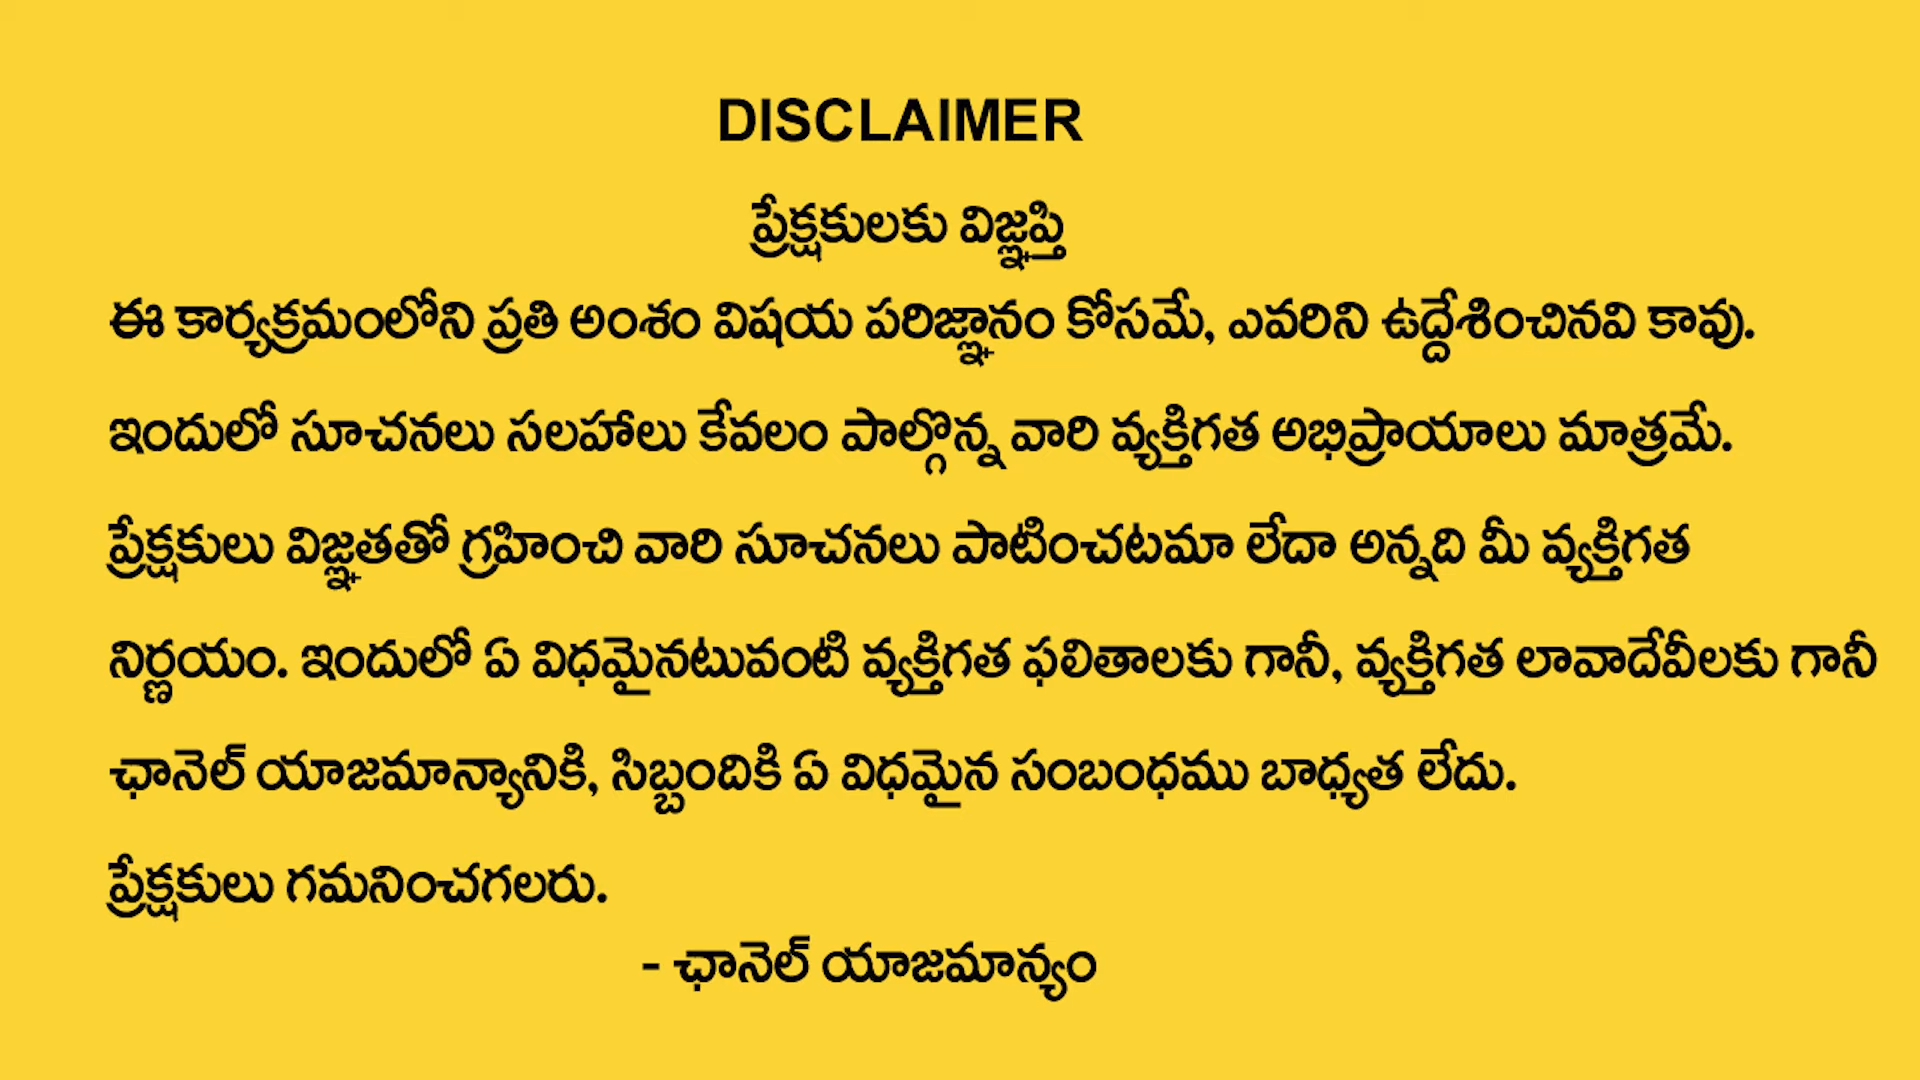 DISCLAIMER
ప్రేక్షకులకు విజ్ఞప్తి
ఈ కార్యక్రమంలోని ప్రతి అంశం విషయ పరిజ్ఞానం కోసమే, ఎవరిని ఉద్దేశించినవి కావు.
ఇందులో సూచనలు సలహాలు కేవలం పాల్గొన్న వారి వ్యక్తిగత అభిప్రాయాలు మాత్రమే.
ప్రేక్షకులు విజ్ఞతతో గ్రహించి వారి సూచనలు పాటించటమా లేదా అన్నది మీ వ్యక్తిగత
నిర్ణయం. ఇందులో ఏ విధమైనటువంటి వ్యక్తిగత ఫలితాలకు గానీ, వ్యక్తిగత లావాదేవీలకు గానీ
ఛానెల్ యాజమాన్యానికి, సిబ్బందికి ఏ విధమైన సంబంధము బాధ్యత లేదు.
ప్రేక్షకులు గమనించగలరు.
- ఛానెల్ యాజమాన్యం